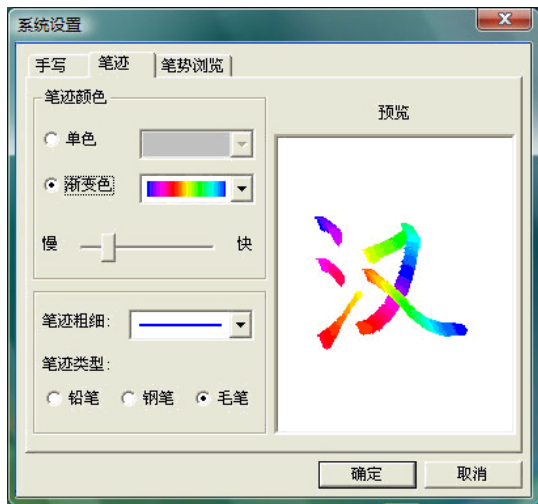 系统设置
手写 笔迹 笔势浏览
笔迹颜色
单色
渐变色
慢 快
笔迹粗细:
笔迹类型:
铅笔 钢笔 毛笔
预览
汉
确定 取消